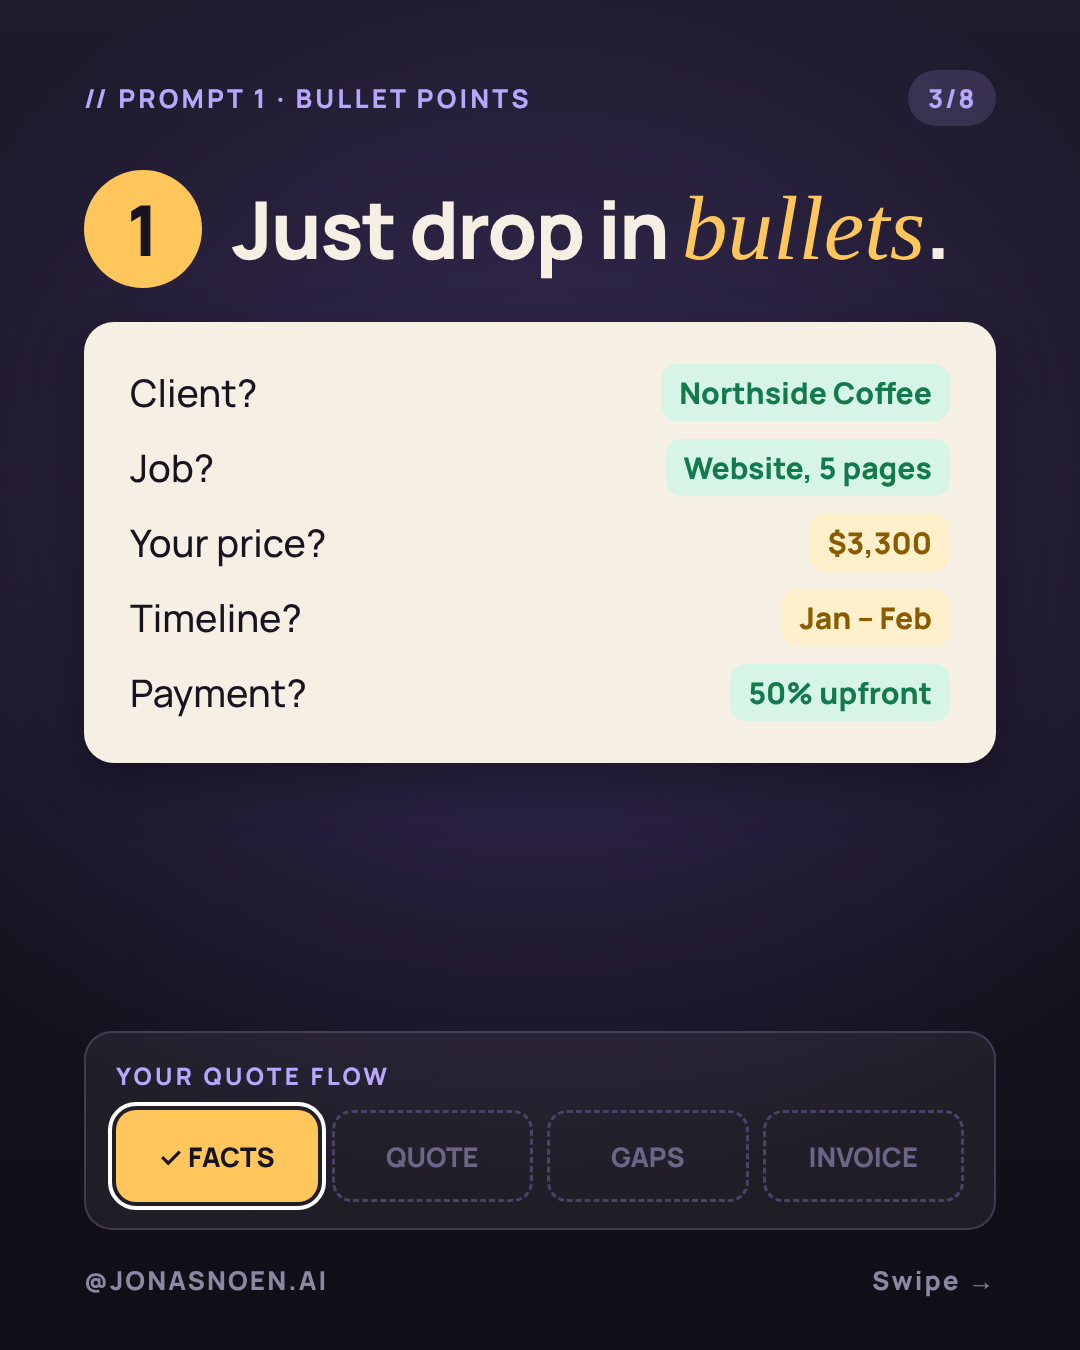 // PROMPT 1 · BULLET POINTS
3/8
1
Just drop in bullets.
Client?
Northside Coffee
Job?
Website, 5 pages
Your price?
$3,300
Timeline?
Jan – Feb
Payment?
50% upfront
YOUR QUOTE FLOW
✓ FACTS
QUOTE
GAPS
INVOICE
@JONASNOEN.AI
Swipe →